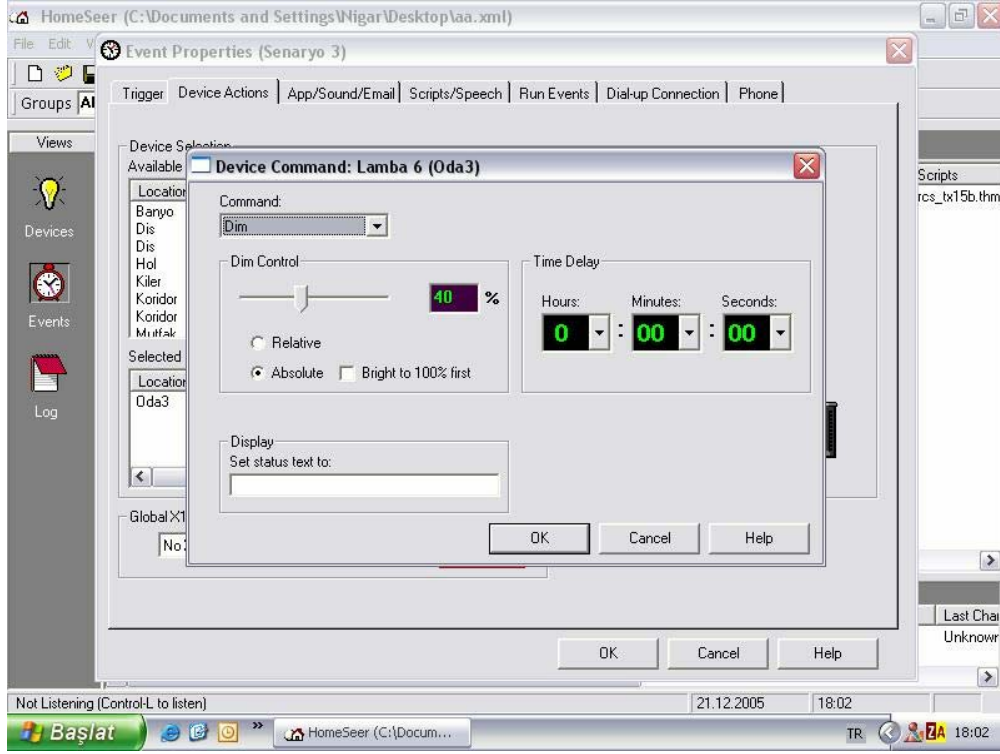 HomeSeer (C:\Documents and Settings\Nigar\Desktop\aa.xml)
File Edit
Event Properties (Senaryo 3)
Groups
Trigger Device Actions App/Sound/Email Scripts/Speech Run Events Dial-up Connection Phone
Views
Devices
Events
Log
Device Selection
Available
Location
Banyo
Dis
Dis
Hol
Kiler
Koridor
Koridor
Mutfak
Selected
Location
Oda3
Global X1
No
Device Command: Lamba 6 (Oda3)
Command:
Dim
Dim Control
40 %
Relative
Absolute Bright to 100% first
Time Delay
Hours: Minutes: Seconds:
0 : 00 : 00
Display
Set status text to:
OK Cancel Help
OK Cancel Help
Scripts
rcs_tx15b.thm
Last Cha
Unknown
Not Listening (Control-L to listen) 21.12.2005 18:02
Başlat » HomeSeer (C:\Docum... TR ZA 18:02